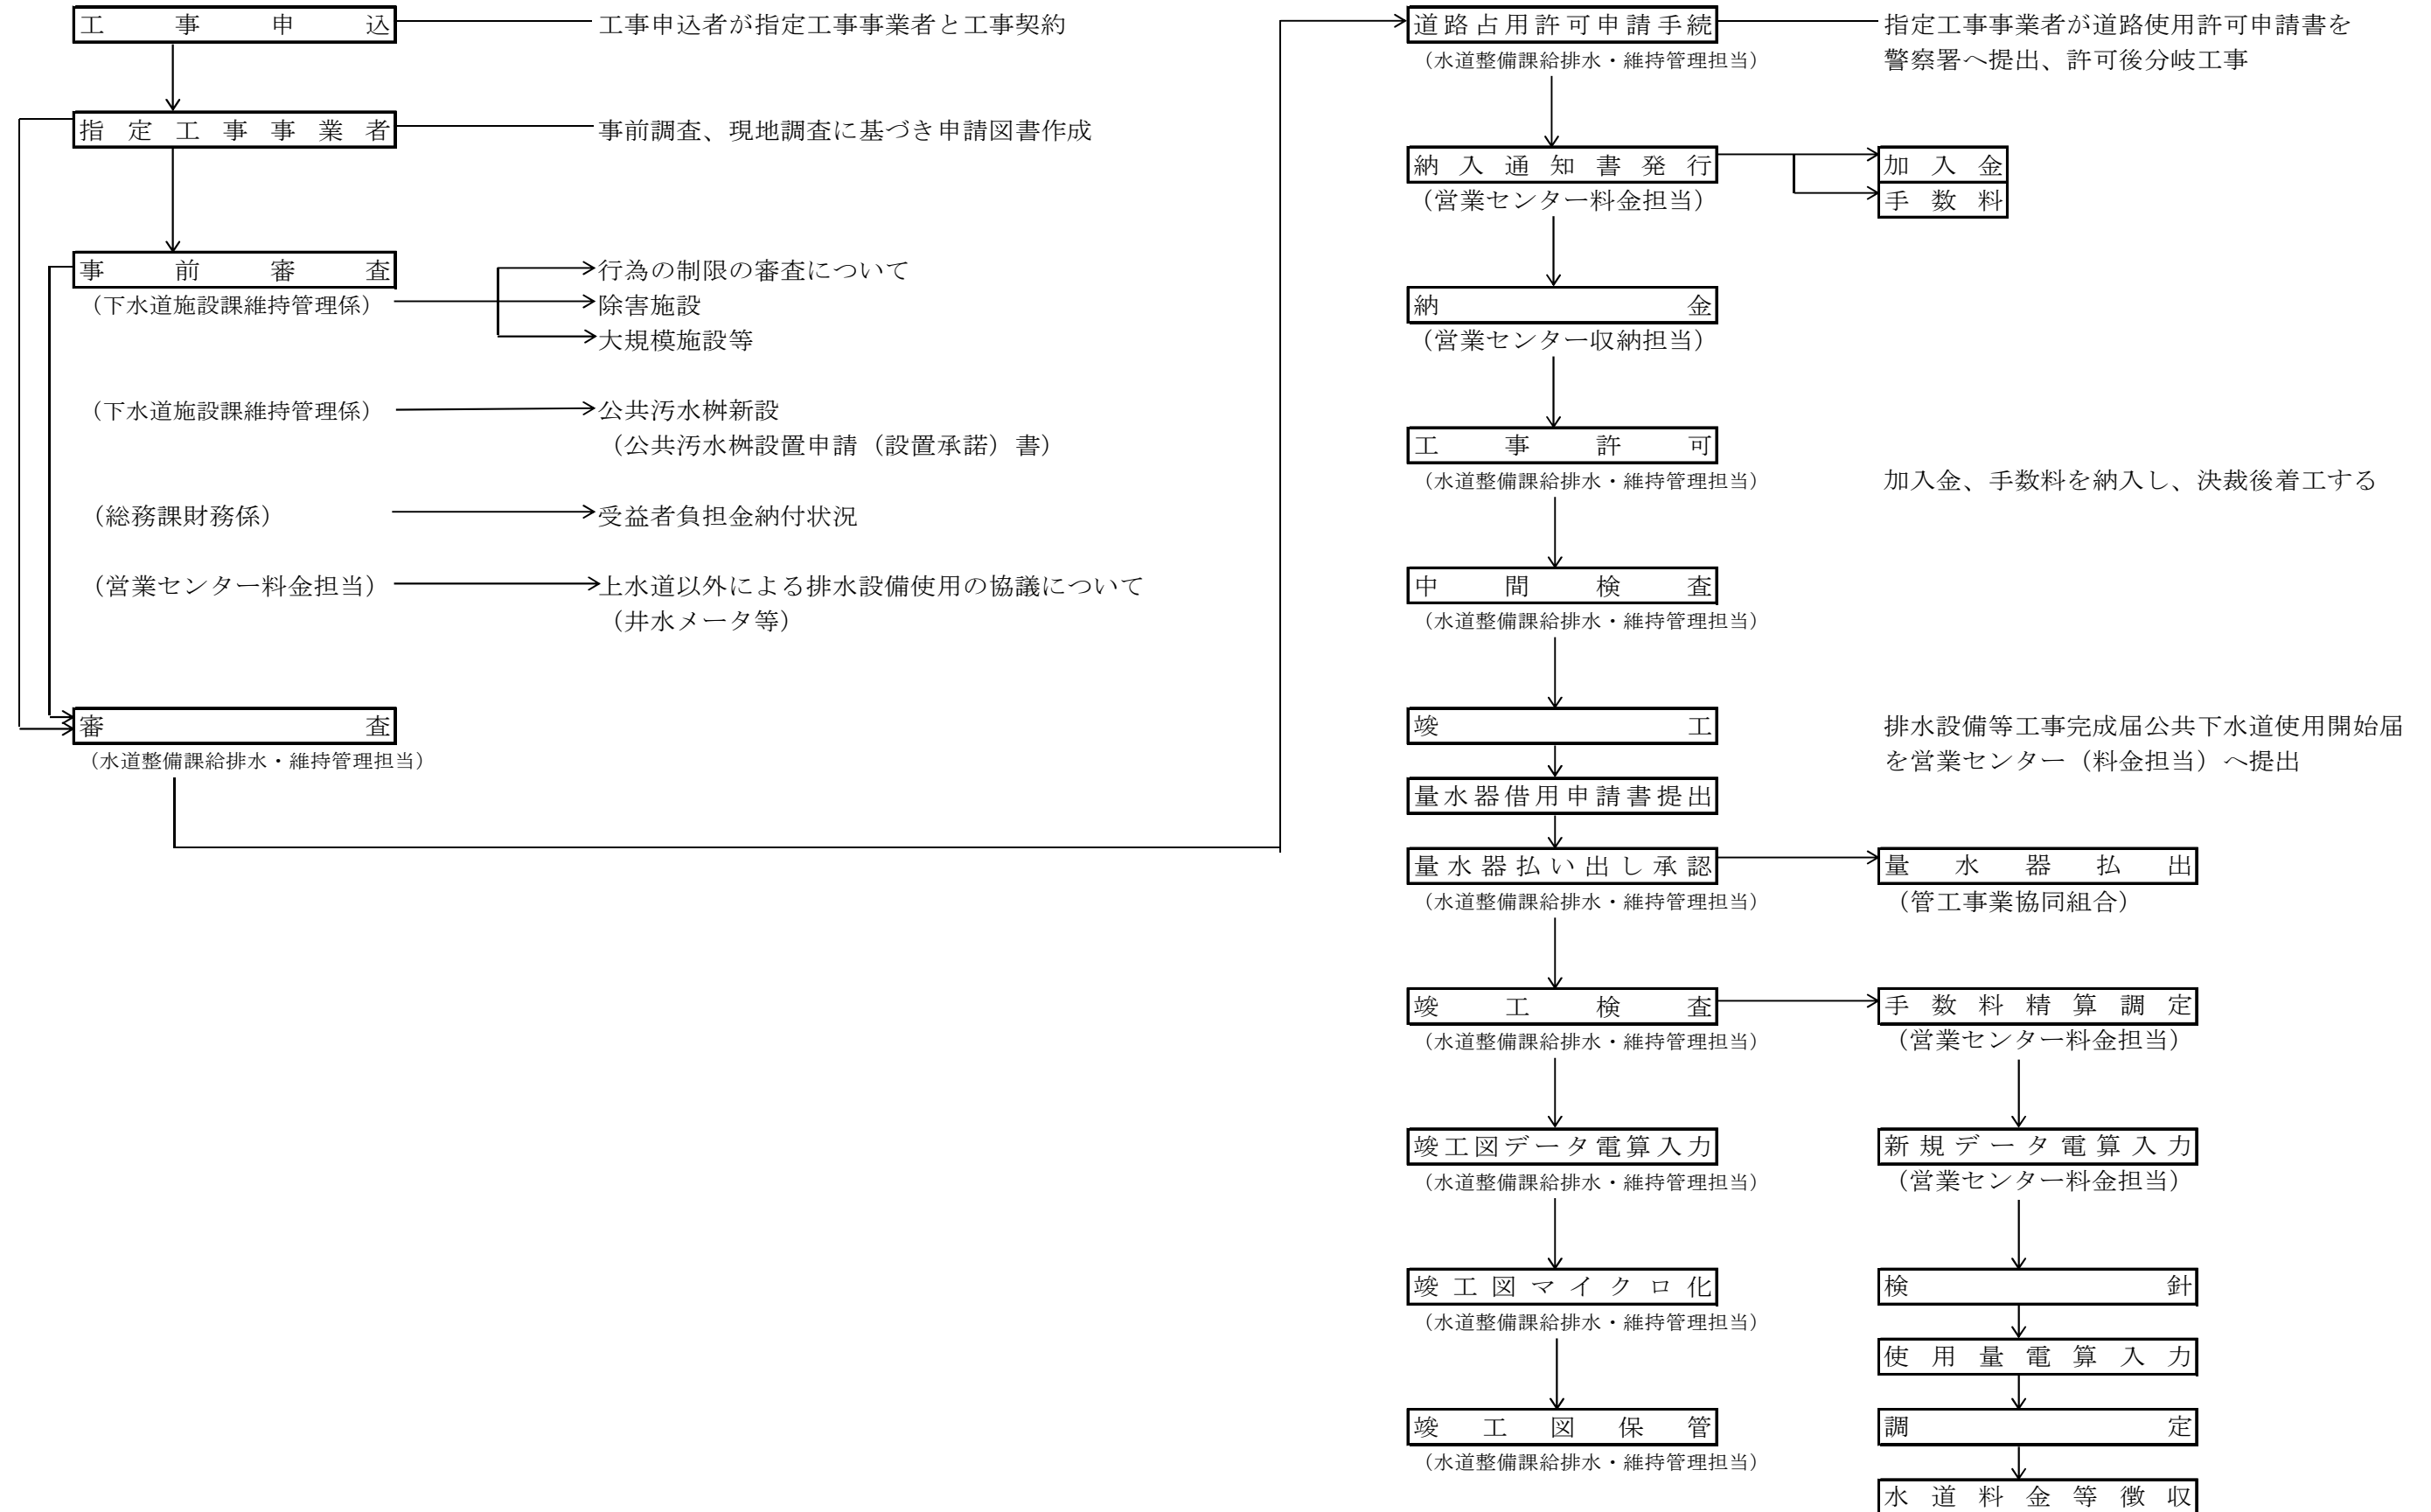 工事申込
工事申込者が指定工事事業者と工事契約
指定工事事業者
事前調査、現地調査に基づき申請図書作成
事前審査
（下水道施設課維持管理係）
行為の制限の審査について
除害施設
大規模施設等
（下水道施設課維持管理係）
公共汚水桝新設
（公共汚水桝設置申請（設置承諾）書）
（総務課財務係）
受益者負担金納付状況
（営業センター料金担当）
上水道以外による排水設備使用の協議について
（井水メータ等）
審査
（水道整備課給排水・維持管理担当）
道路占用許可申請手続
（水道整備課給排水・維持管理担当）
指定工事事業者が道路使用許可申請書を
警察署へ提出、許可後分岐工事
納入通知書発行
（営業センター料金担当）
加入金
手数料
納金
（営業センター収納担当）
工事許可
（水道整備課給排水・維持管理担当）
加入金、手数料を納入し、決裁後着工する
中間検査
（水道整備課給排水・維持管理担当）
竣工
排水設備等工事完成届公共下水道使用開始届
を営業センター（料金担当）へ提出
量水器借用申請書提出
量水器払い出し承認
（水道整備課給排水・維持管理担当）
量水器払出
（管工事業協同組合）
竣工検査
（水道整備課給排水・維持管理担当）
手数料精算調定
（営業センター料金担当）
竣工図データ電算入力
（水道整備課給排水・維持管理担当）
新規データ電算入力
（営業センター料金担当）
竣工図マイクロ化
（水道整備課給排水・維持管理担当）
検針
使用量電算入力
竣工図保管
（水道整備課給排水・維持管理担当）
調定
水道料金等徴収